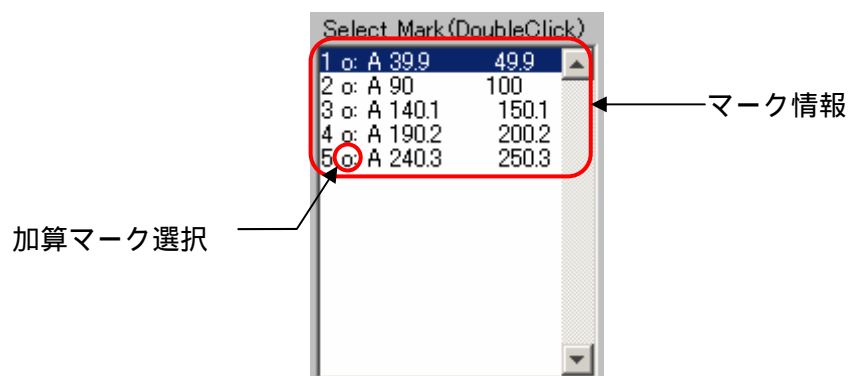 Select Mark(DoubleClick)
1 o: A 39.9 49.9
2 o: A 90 100
3 o: A 140.1 150.1
4 o: A 190.2 200.2
5 o: A 240.3 250.3
マーク情報
加算マーク選択